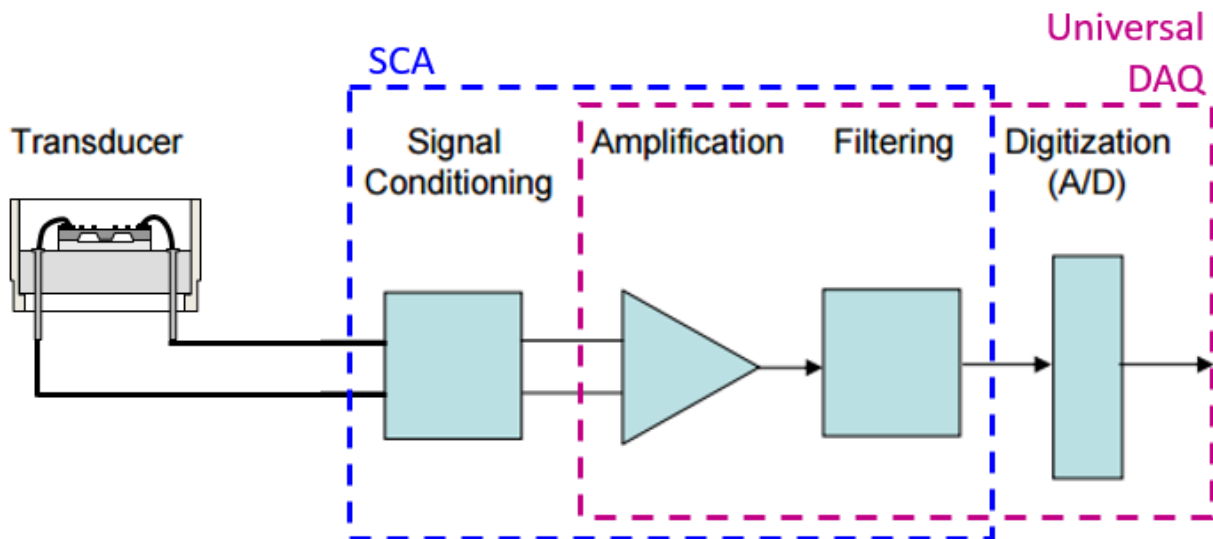 Universal
DAQ
SCA
Transducer
Signal
Conditioning
Amplification
Filtering
Digitization
(A/D)